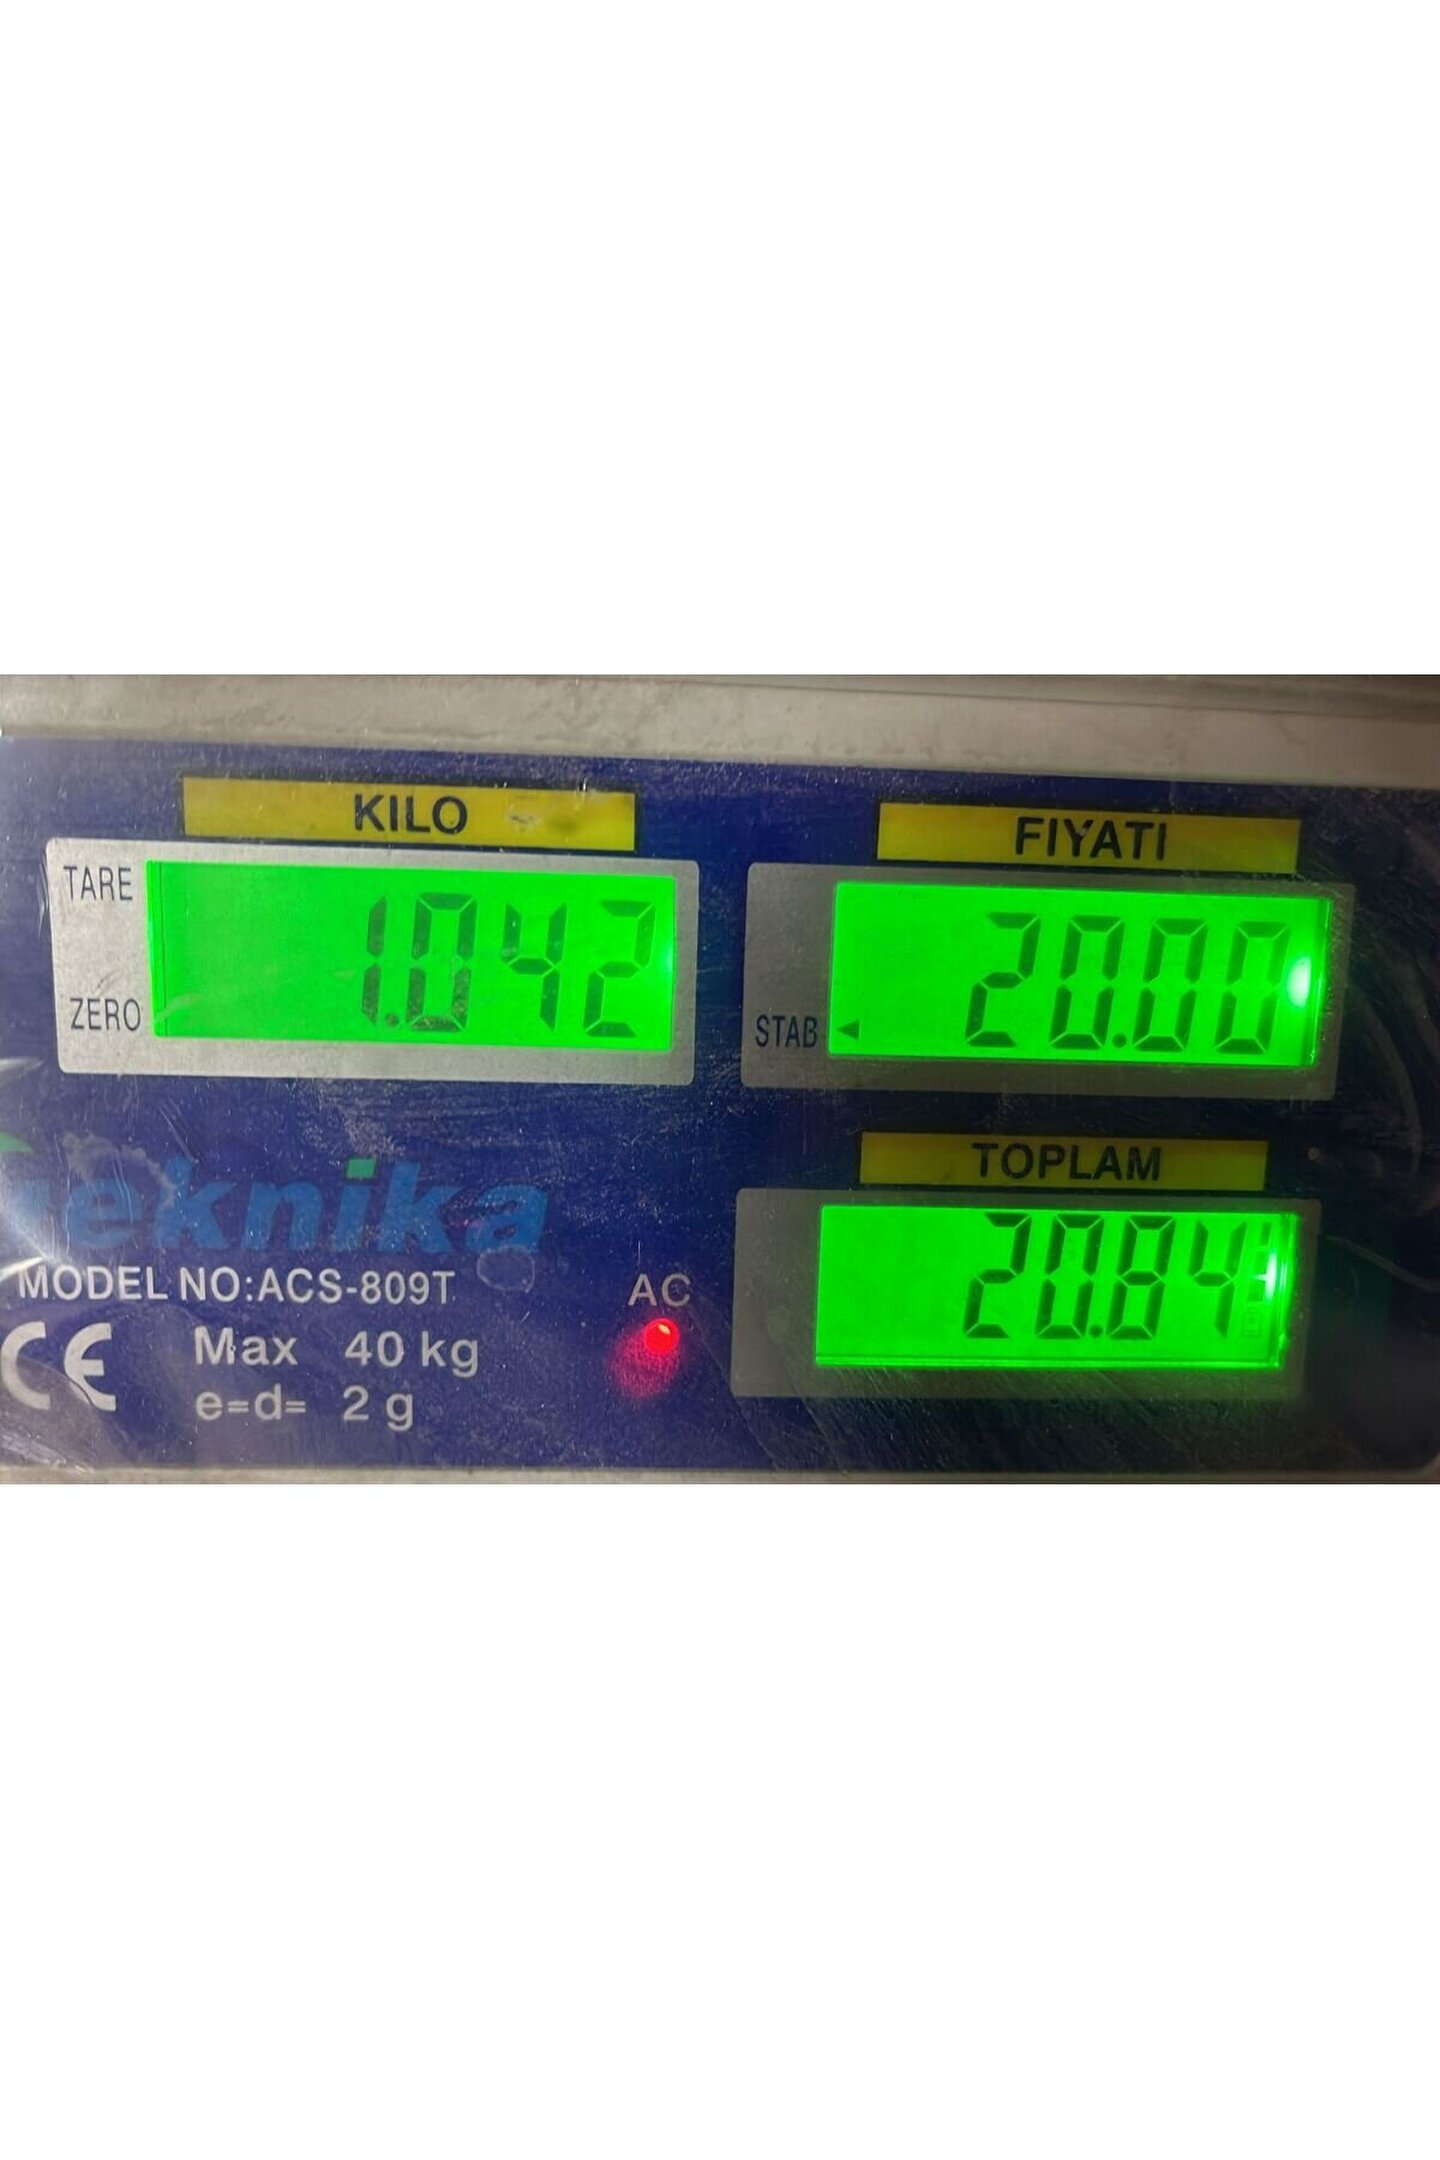 KILO
FIYATI
TARE
1.042
20.00
ZERO
STAB
TOPLAM
teknika
20.84
MODEL NO:ACS-809T
AC
CE
Max 40 kg
e=d= 2 g